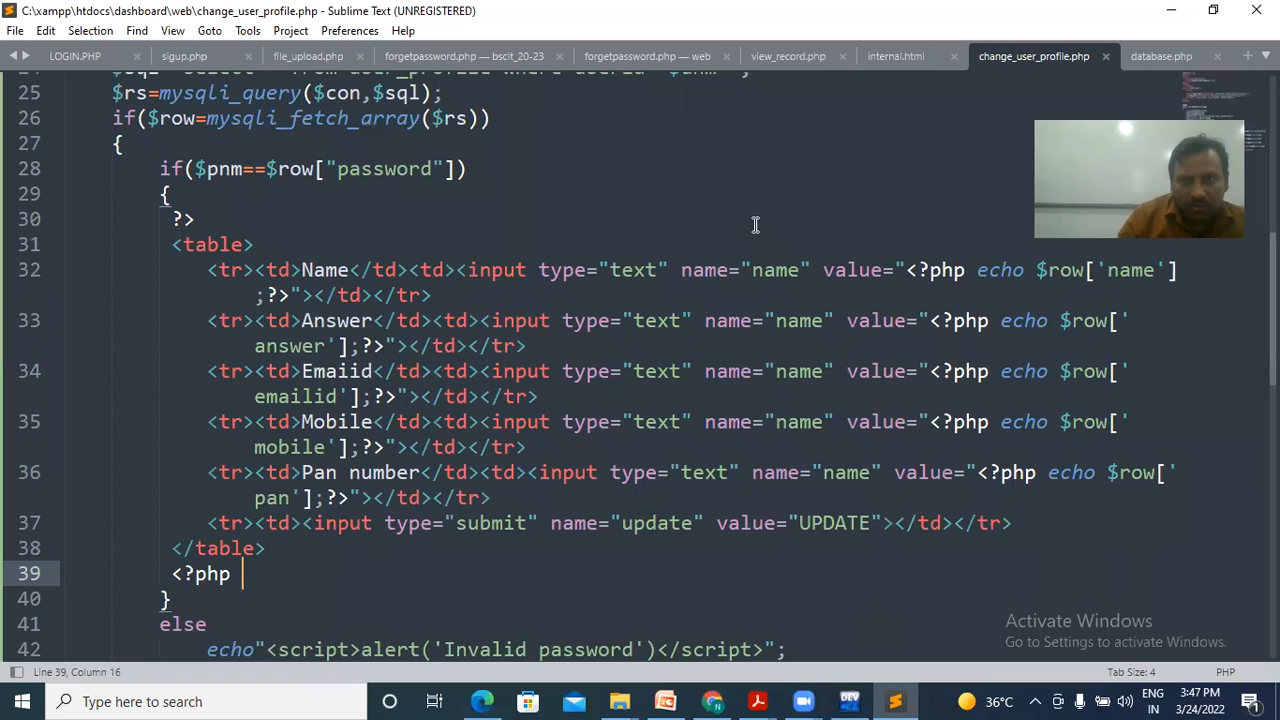 C:\xampp\htdocs\dashboard\web\change_user_profile.php - Sublime Text (UNREGISTERED)
File Edit Selection Find View Goto Tools Project Preferences Help
LOGIN.PHP sigup.php file_upload.php forgetpassword.php — bscit_20-23 forgetpassword.php — web view_record.php internal.html change_user_profile.php database.php
25 $rs=mysqli_query($con,$sql);
26 if($row=mysqli_fetch_array($rs))
27 {
28 if($pnm==$row["password"])
29 {
30 ?>
31 <table>
32 <tr><td>Name</td><td><input type="text" name="name" value="<?php echo $row['name']
;?>"></td></tr>
33 <tr><td>Answer</td><td><input type="text" name="name" value="<?php echo $row['
answer'];?>"></td></tr>
34 <tr><td>Emaiid</td><td><input type="text" name="name" value="<?php echo $row['
emailid'];?>"></td></tr>
35 <tr><td>Mobile</td><td><input type="text" name="name" value="<?php echo $row['
mobile'];?>"></td></tr>
36 <tr><td>Pan number</td><td><input type="text" name="name" value="<?php echo $row['
pan'];?>"></td></tr>
37 <tr><td><input type="submit" name="update" value="UPDATE"></td></tr>
38 </table>
39 <?php
40 }
41 else
42 echo"<script>alert('Invalid password')</script>";
Activate Windows
Go to Settings to activate Windows.
Line 39, Column 16 Tab Size: 4 PHP
Type here to search 36°C ENG 3:47 PM
IN 3/24/2022